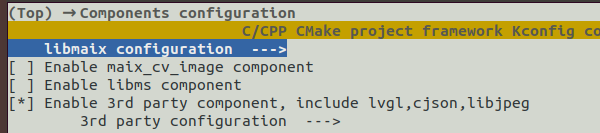 (Top) → Components configuration
C/CPP CMake project framework Kconfig co
libmaix configuration --->
[ ] Enable maix_cv_image component
[ ] Enable libms component
[*] Enable 3rd party component, include lvgl,cjson,libjpeg
3rd party configuration --->